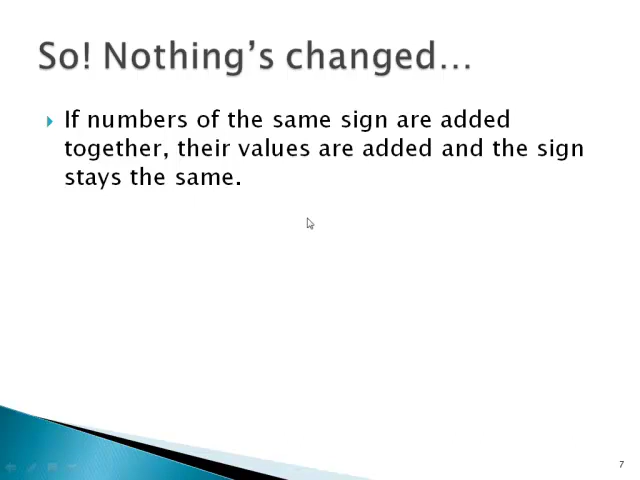 So! Nothing's changed…
If numbers of the same sign are added
together, their values are added and the sign
stays the same.
7